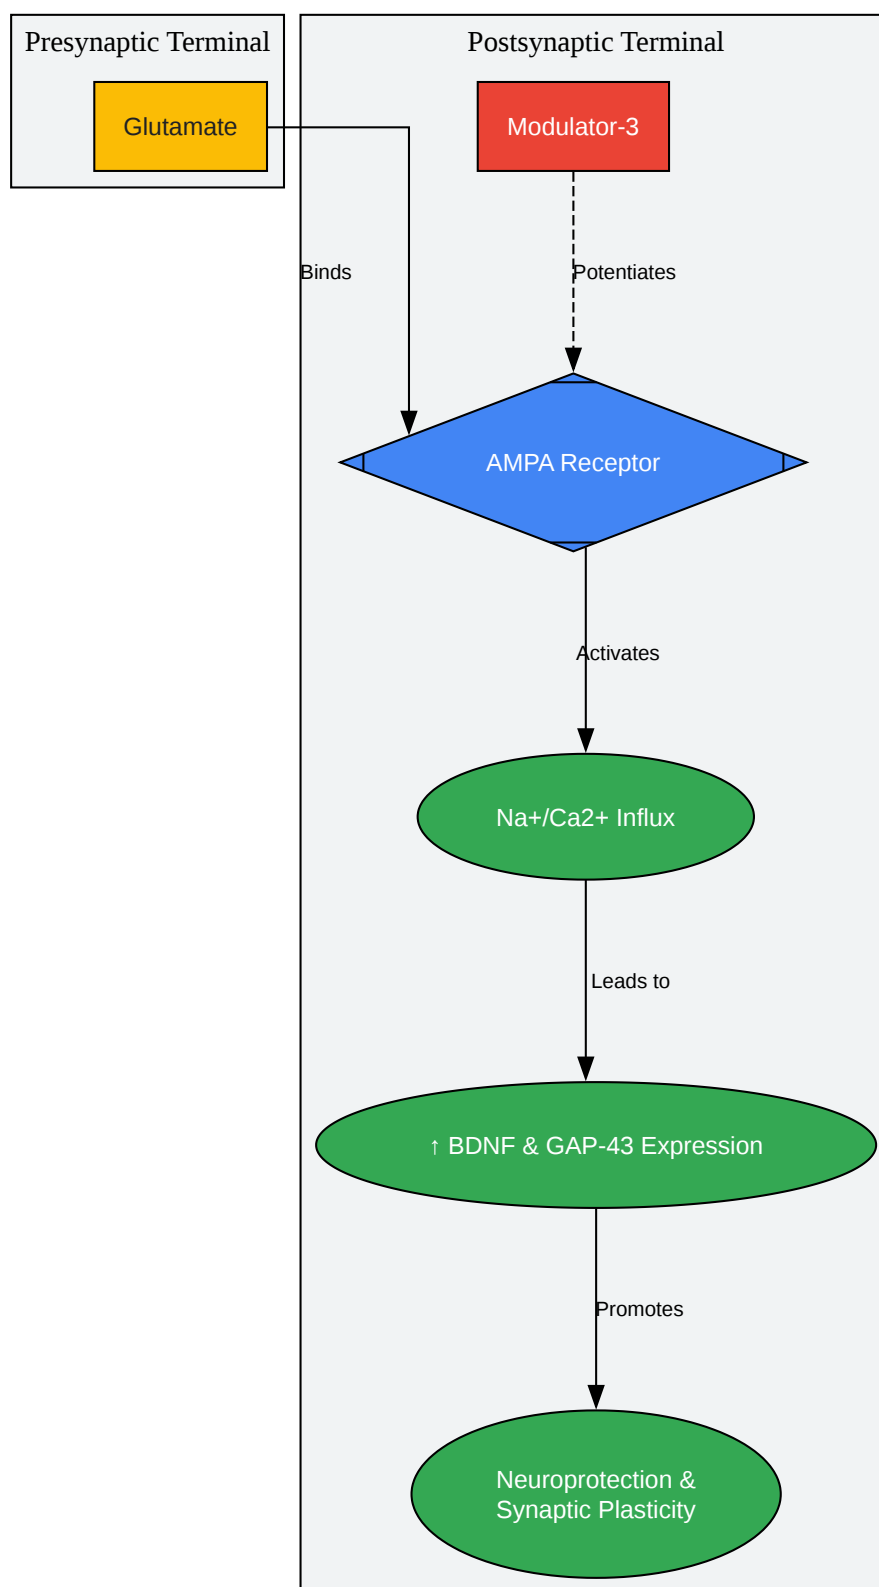 Presynaptic Terminal
Postsynaptic Terminal
Glutamate
Modulator-3
Binds
Potentiates
AMPA Receptor
Activates
Na+/Ca2+ Influx
Leads to
↑ BDNF & GAP-43 Expression
Promotes
Neuroprotection &
Synaptic Plasticity